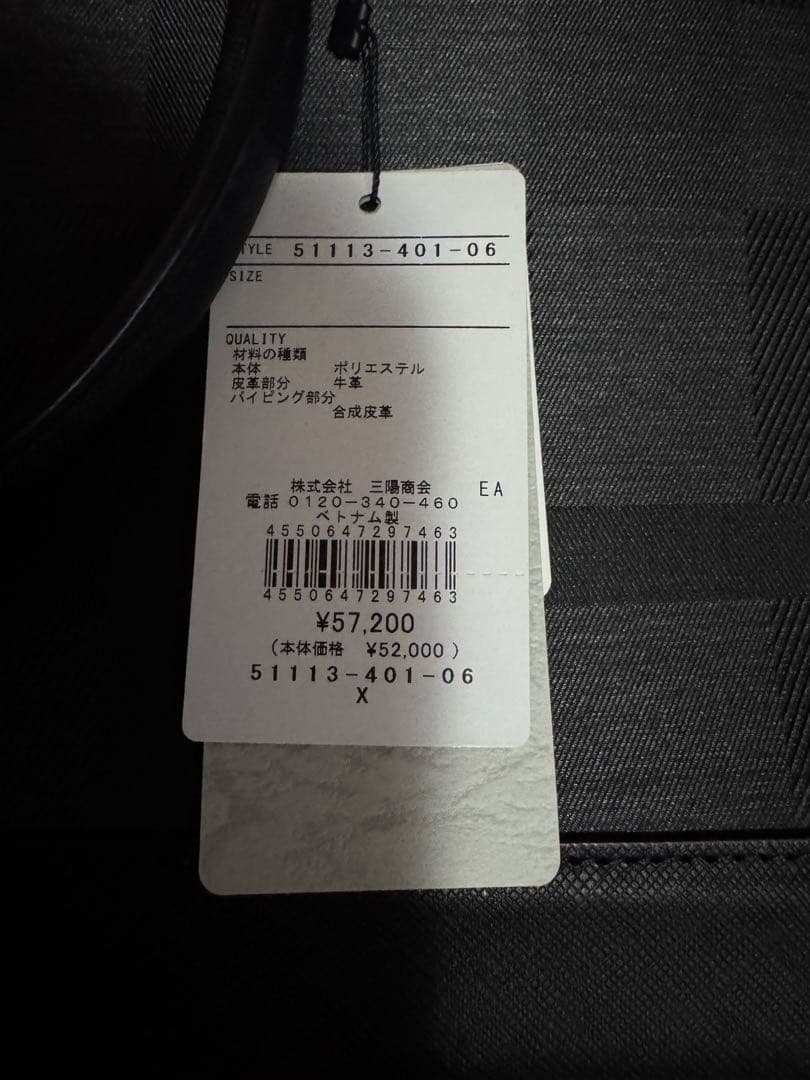 STYLE 51113-401-06
SIZE
QUALITY
材料の種類
本体 ポリエステル
皮革部分 牛革
パイピング部分
合成皮革
株式会社 三陽商会 EA
電話 0120-340-460
ベトナム製
4550647297463
4550647297463
¥57,200
(本体価格 ¥52,000 )
51113-401-06
X